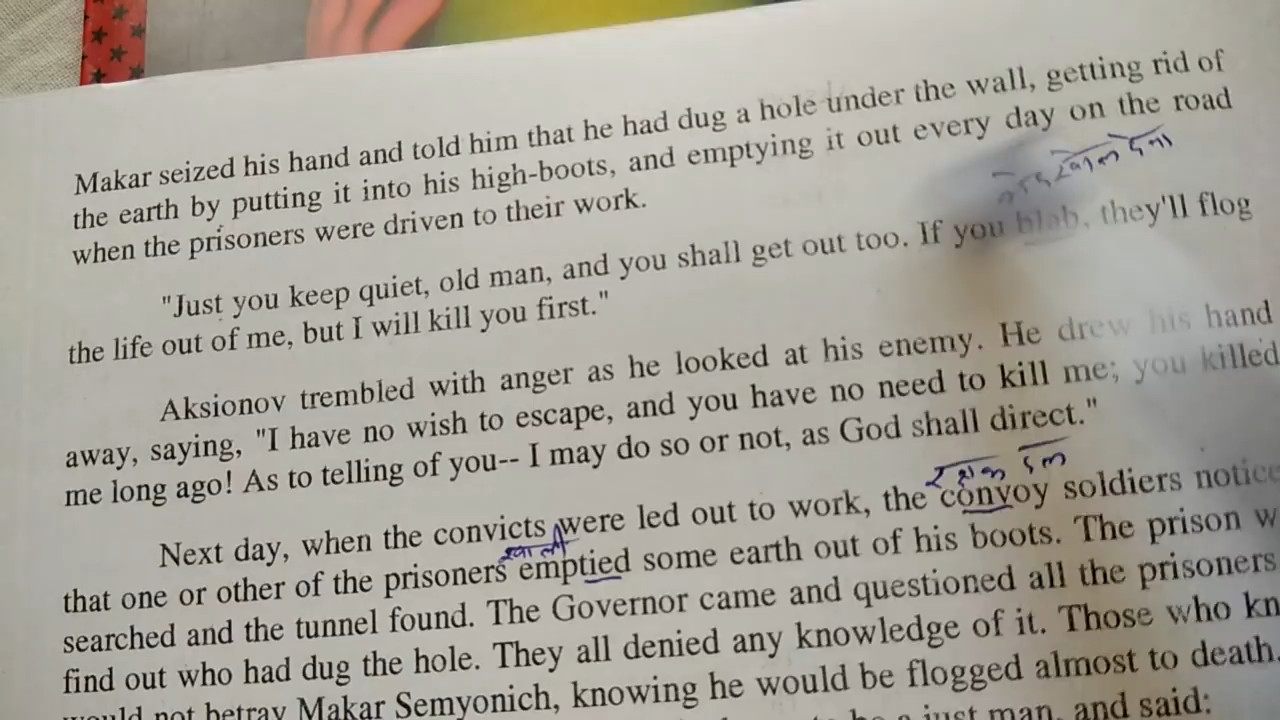 Makar seized his hand and told him that he had dug a hole under the wall, getting rid of
the earth by putting it into his high-boots, and emptying it out every day on the road
when the prisoners were driven to their work.
"Just you keep quiet, old man, and you shall get out too. If you blab, they'll flog
the life out of me, but I will kill you first."
Aksionov trembled with anger as he looked at his enemy. He drew his hand
away, saying, "I have no wish to escape, and you have no need to kill me; you killed
me long ago! As to telling of you-- I may do so or not, as God shall direct."
रक्षक दल
Next day, when the convicts were led out to work, the convoy soldiers notice
खाली
that one or other of the prisoners emptied some earth out of his boots. The prison w
searched and the tunnel found. The Governor came and questioned all the prisoners
find out who had dug the hole. They all denied any knowledge of it. Those who kn
would not betray Makar Semyonich, knowing he would be flogged almost to death.
just man, and said: